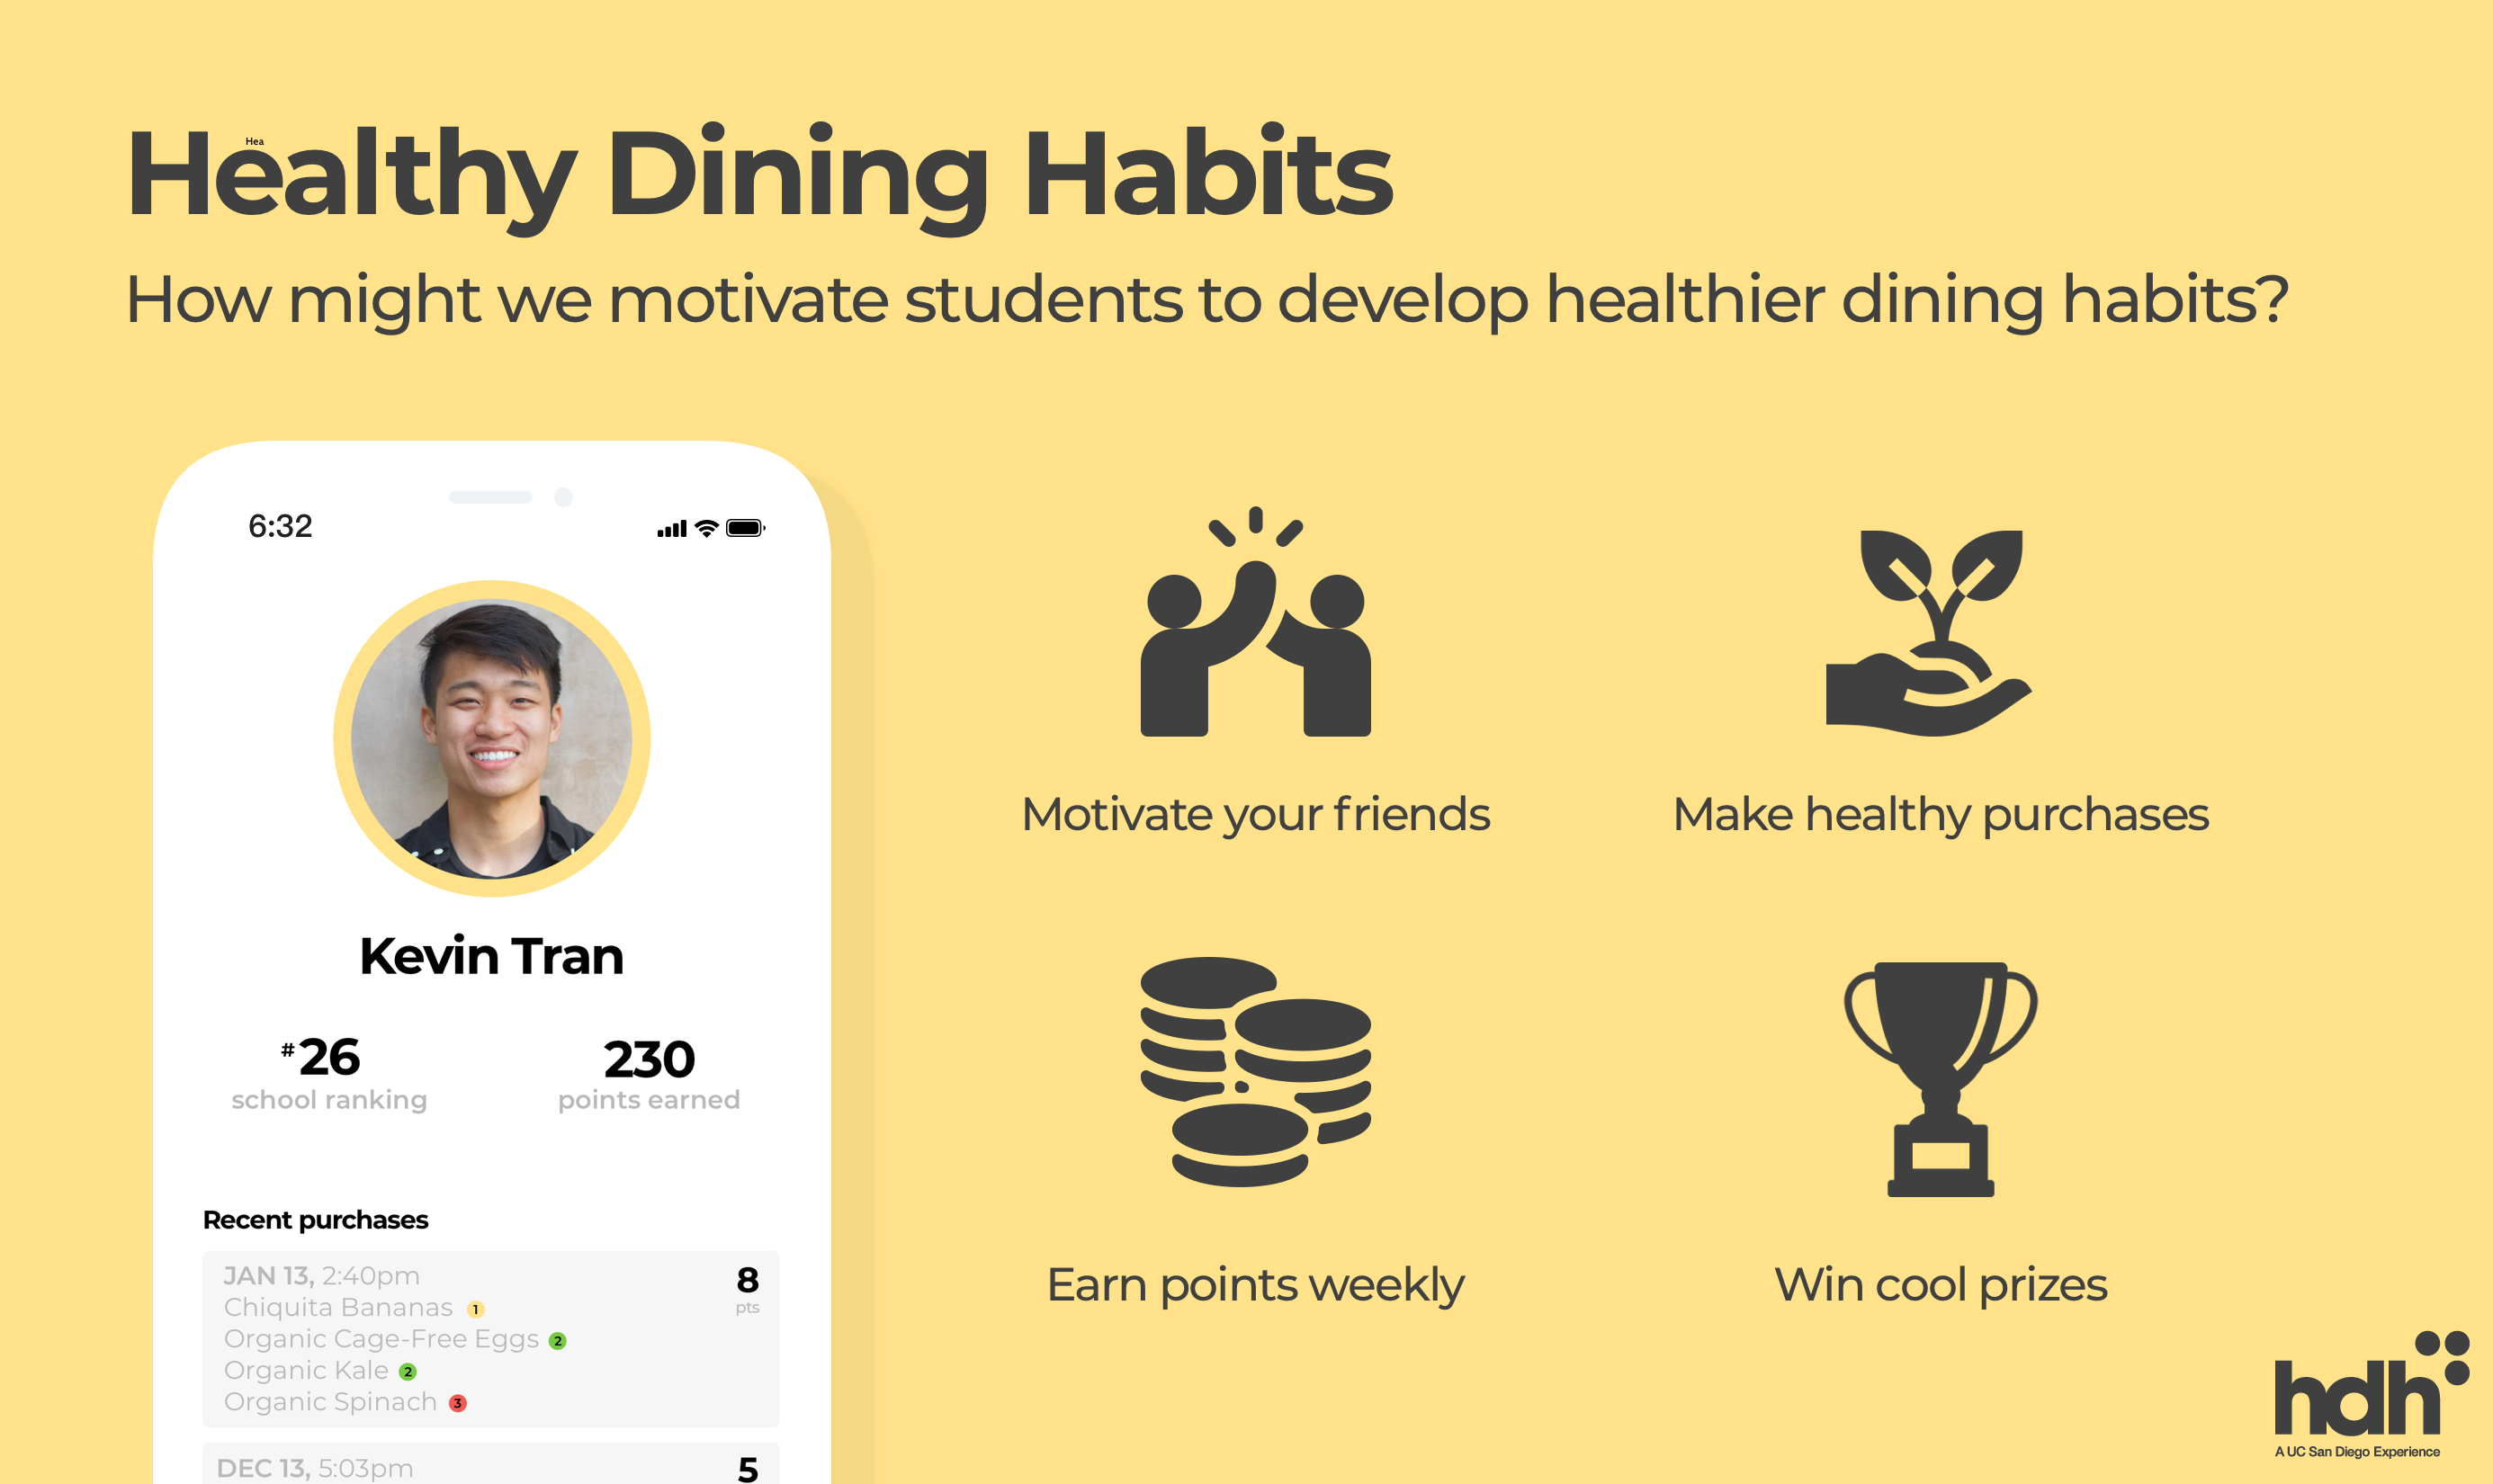 Healthy Dining Habits
Hea
How might we motivate students to develop healthier dining habits?
6:32
Kevin Tran
#26
school ranking
230
points earned
Recent purchases
JAN 13, 2:40pm
8
pts
Chiquita Bananas 1
Organic Cage-Free Eggs 2
Organic Kale 2
Organic Spinach 3
DEC 13, 5:03pm
5
Motivate your friends
Make healthy purchases
Earn points weekly
Win cool prizes
hdh
A UC San Diego Experience